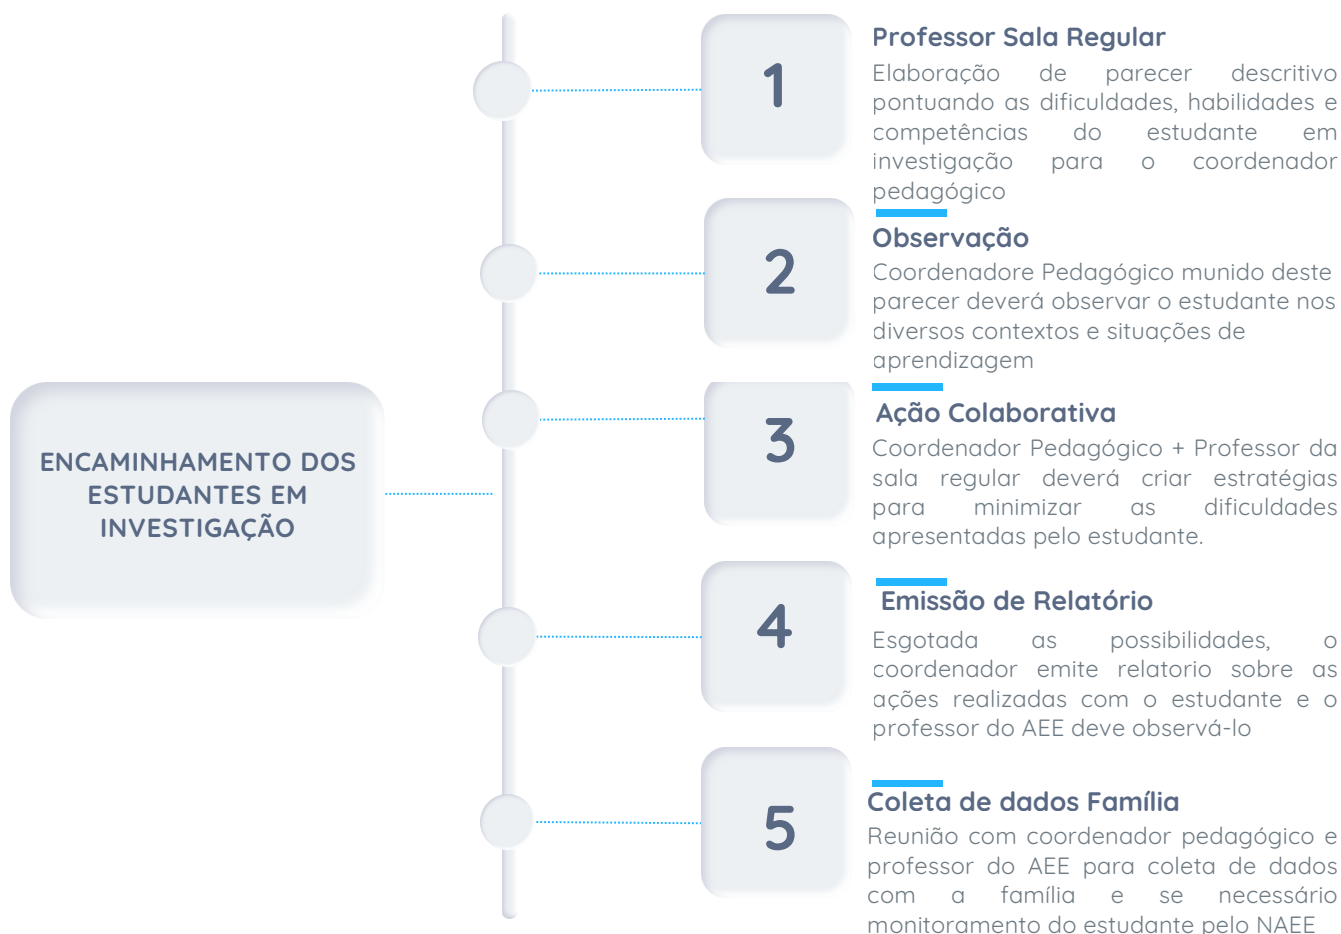 ENCAMINHAMENTO DOS
ESTUDANTES EM
INVESTIGAÇÃO
1
Professor Sala Regular
Elaboração de parecer descritivo
pontuando as dificuldades, habilidades e
competências do estudante em
investigação para o coordenador
pedagógico
2
Observação
Coordenadore Pedagógico munido deste
parecer deverá observar o estudante nos
diversos contextos e situações de
aprendizagem
3
Ação Colaborativa
Coordenador Pedagógico + Professor da
sala regular deverá criar estratégias
para minimizar as dificuldades
apresentadas pelo estudante.
4
Emissão de Relatório
Esgotada as possibilidades, o
coordenador emite relatorio sobre as
ações realizadas com o estudante e o
professor do AEE deve observá-lo
5
Coleta de dados Família
Reunião com coordenador pedagógico e
professor do AEE para coleta de dados
com a família e se necessário
monitoramento do estudante pelo NAEE